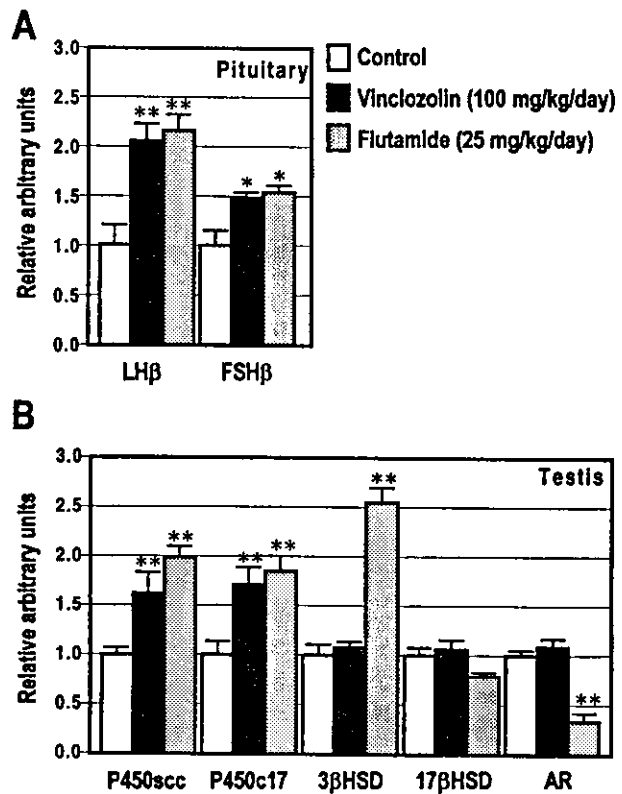 A
Pituitary
Control
Vinclozolin (100 mg/kg/day)
Flutamide (25 mg/kg/day)
Relative arbitrary units
3.0
2.5
2.0
1.5
1.0
0.5
0.0
** **
* *
LHβ FSHβ
B
Testis
Relative arbitrary units
3.0
2.5
2.0
1.5
1.0
0.5
0.0
** **
** **
**
**
P450scc P450c17 3βHSD 17βHSD AR